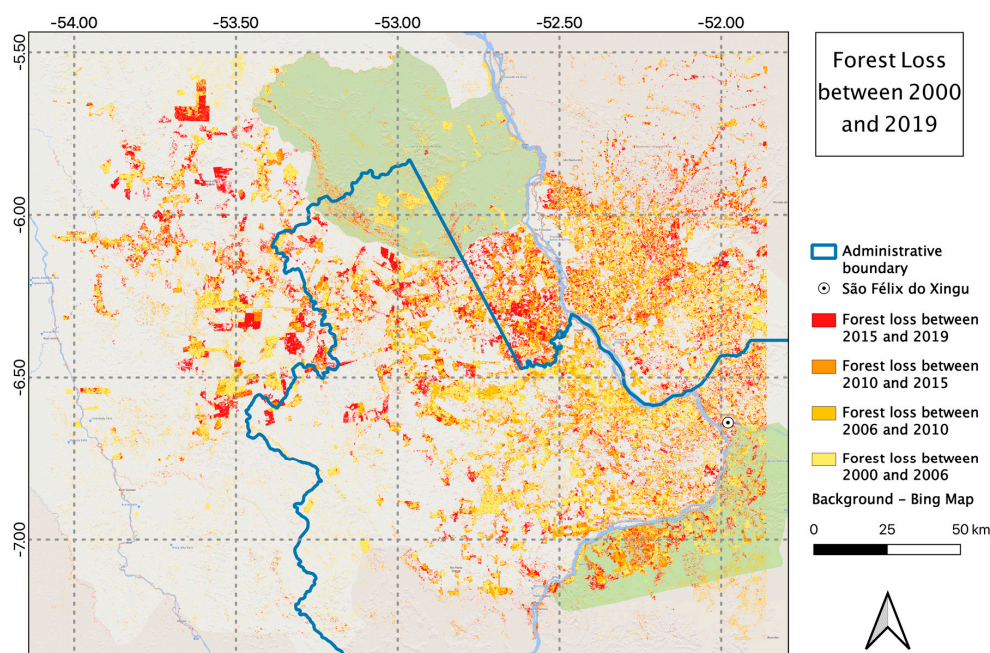 -54.00
-53.50
-53.00
-52.50
-52.00
-5.50
-6.00
-6.50
-7.00
Forest Loss
between 2000
and 2019
Administrative
boundary
São Félix do Xingu
Forest loss between
2015 and 2019
Forest loss between
2010 and 2015
Forest loss between
2006 and 2010
Forest loss between
2000 and 2006
Background – Bing Map
0 25 50 km